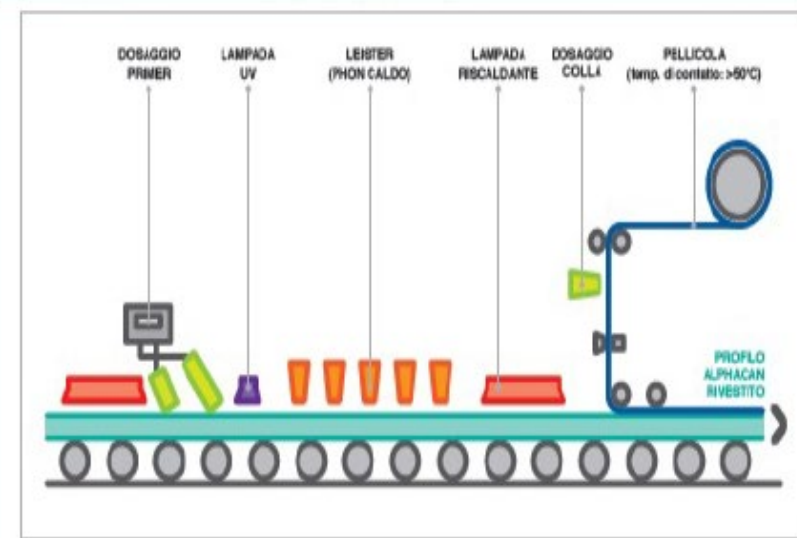 DOSAGGIO
PRIMER
LAMPADA
UV
LEISTER
(PHON CALDO)
LAMPADA
RISCALDANTE
DOSAGGIO
COLLA
PELLICOLA
(temp. di contatto: >50°C)
PROFILO
ALPHACAN
RIVESTITO